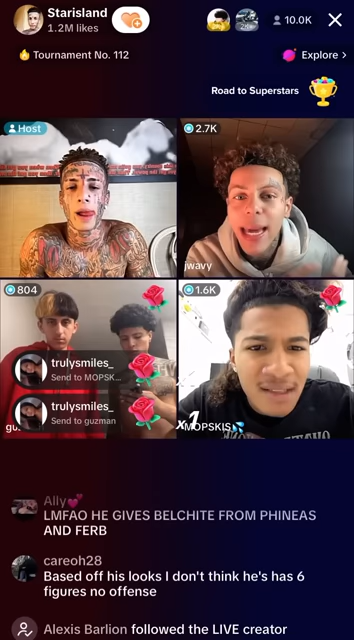 Starisland
1.2M likes
10.0K
Tournament No. 112
Explore >
Road to Superstars
Host
2.7K
jwavy
804
1.6K
trulysmiles_
Send to MOPSK...
trulysmiles_
Send to guzman
x1
MOPSKIS💦
Ally💕
LMFAO HE GIVES BELCHITE FROM PHINEAS
AND FERB
careoh28
Based off his looks I don't think he's has 6
figures no offense
Alexis Barlion followed the LIVE creator